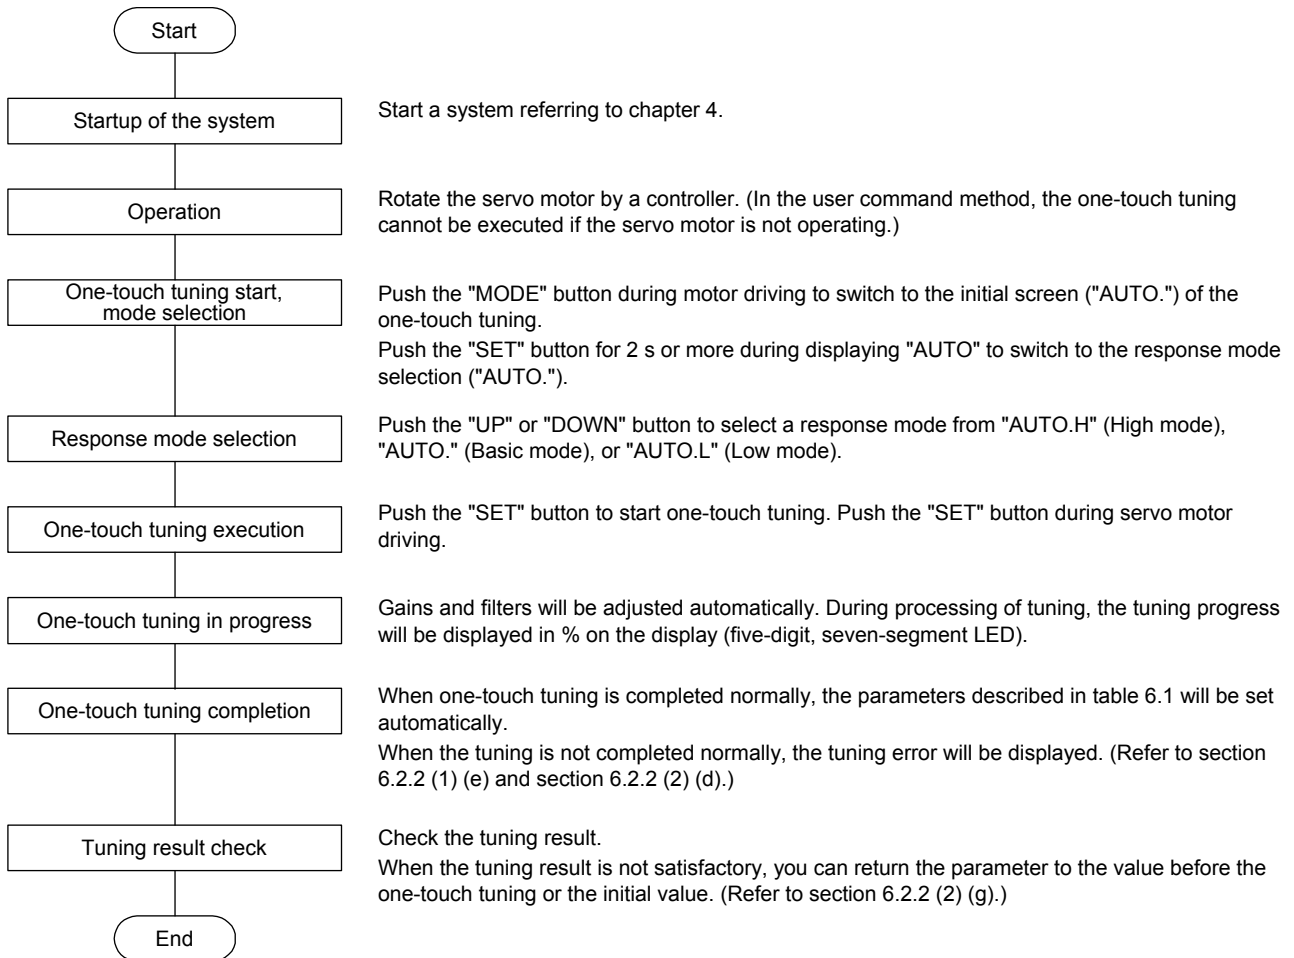 Start
Startup of the system
Start a system referring to chapter 4.
Operation
Rotate the servo motor by a controller. (In the user command method, the one-touch tuning
cannot be executed if the servo motor is not operating.)
One-touch tuning start,
mode selection
Push the "MODE" button during motor driving to switch to the initial screen ("AUTO.") of the
one-touch tuning.
Push the "SET" button for 2 s or more during displaying "AUTO" to switch to the response mode
selection ("AUTO.").
Response mode selection
Push the "UP" or "DOWN" button to select a response mode from "AUTO.H" (High mode),
"AUTO." (Basic mode), or "AUTO.L" (Low mode).
One-touch tuning execution
Push the "SET" button to start one-touch tuning. Push the "SET" button during servo motor
driving.
One-touch tuning in progress
Gains and filters will be adjusted automatically. During processing of tuning, the tuning progress
will be displayed in % on the display (five-digit, seven-segment LED).
One-touch tuning completion
When one-touch tuning is completed normally, the parameters described in table 6.1 will be set
automatically.
When the tuning is not completed normally, the tuning error will be displayed. (Refer to section
6.2.2 (1) (e) and section 6.2.2 (2) (d).)
Tuning result check
Check the tuning result.
When the tuning result is not satisfactory, you can return the parameter to the value before the
one-touch tuning or the initial value. (Refer to section 6.2.2 (2) (g).)
End